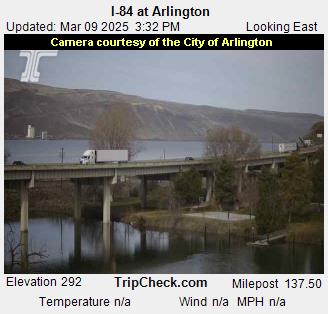 I-84 at Arlington
Updated: Mar 09 2025 3:32 PM Looking East
Camera courtesy of the City of Arlington
Elevation 292 TripCheck.com Milepost 137.50
Temperature n/a Wind n/a MPH n/a